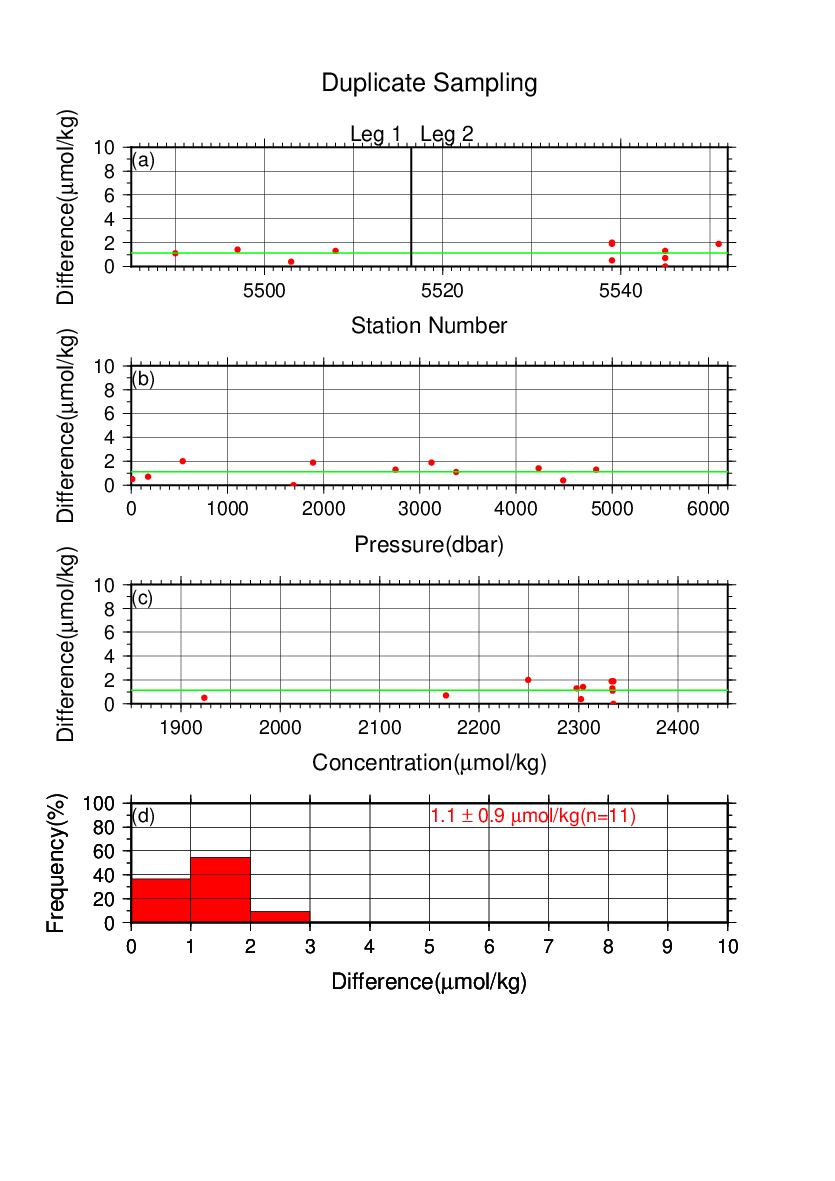 Duplicate Sampling
Leg 1 Leg 2
Difference(μmol/kg)
(a)
10
8
6
4
2
0
5500 5520 5540
Station Number
Difference(μmol/kg)
(b)
10
8
6
4
2
0
0 1000 2000 3000 4000 5000 6000
Pressure(dbar)
Difference(μmol/kg)
(c)
10
8
6
4
2
0
1900 2000 2100 2200 2300 2400
Concentration(μmol/kg)
Frequency(%)
(d)
1.1 ± 0.9 μmol/kg(n=11)
100
80
60
40
20
0
0 1 2 3 4 5 6 7 8 9 10
Difference(μmol/kg)